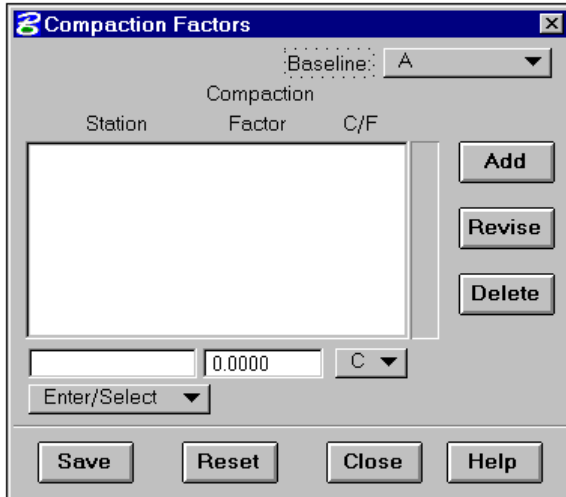 Compaction Factors
Baseline: A
Compaction
Station Factor C/F
Add
Revise
Delete
0.0000 C
Enter/Select
Save Reset Close Help